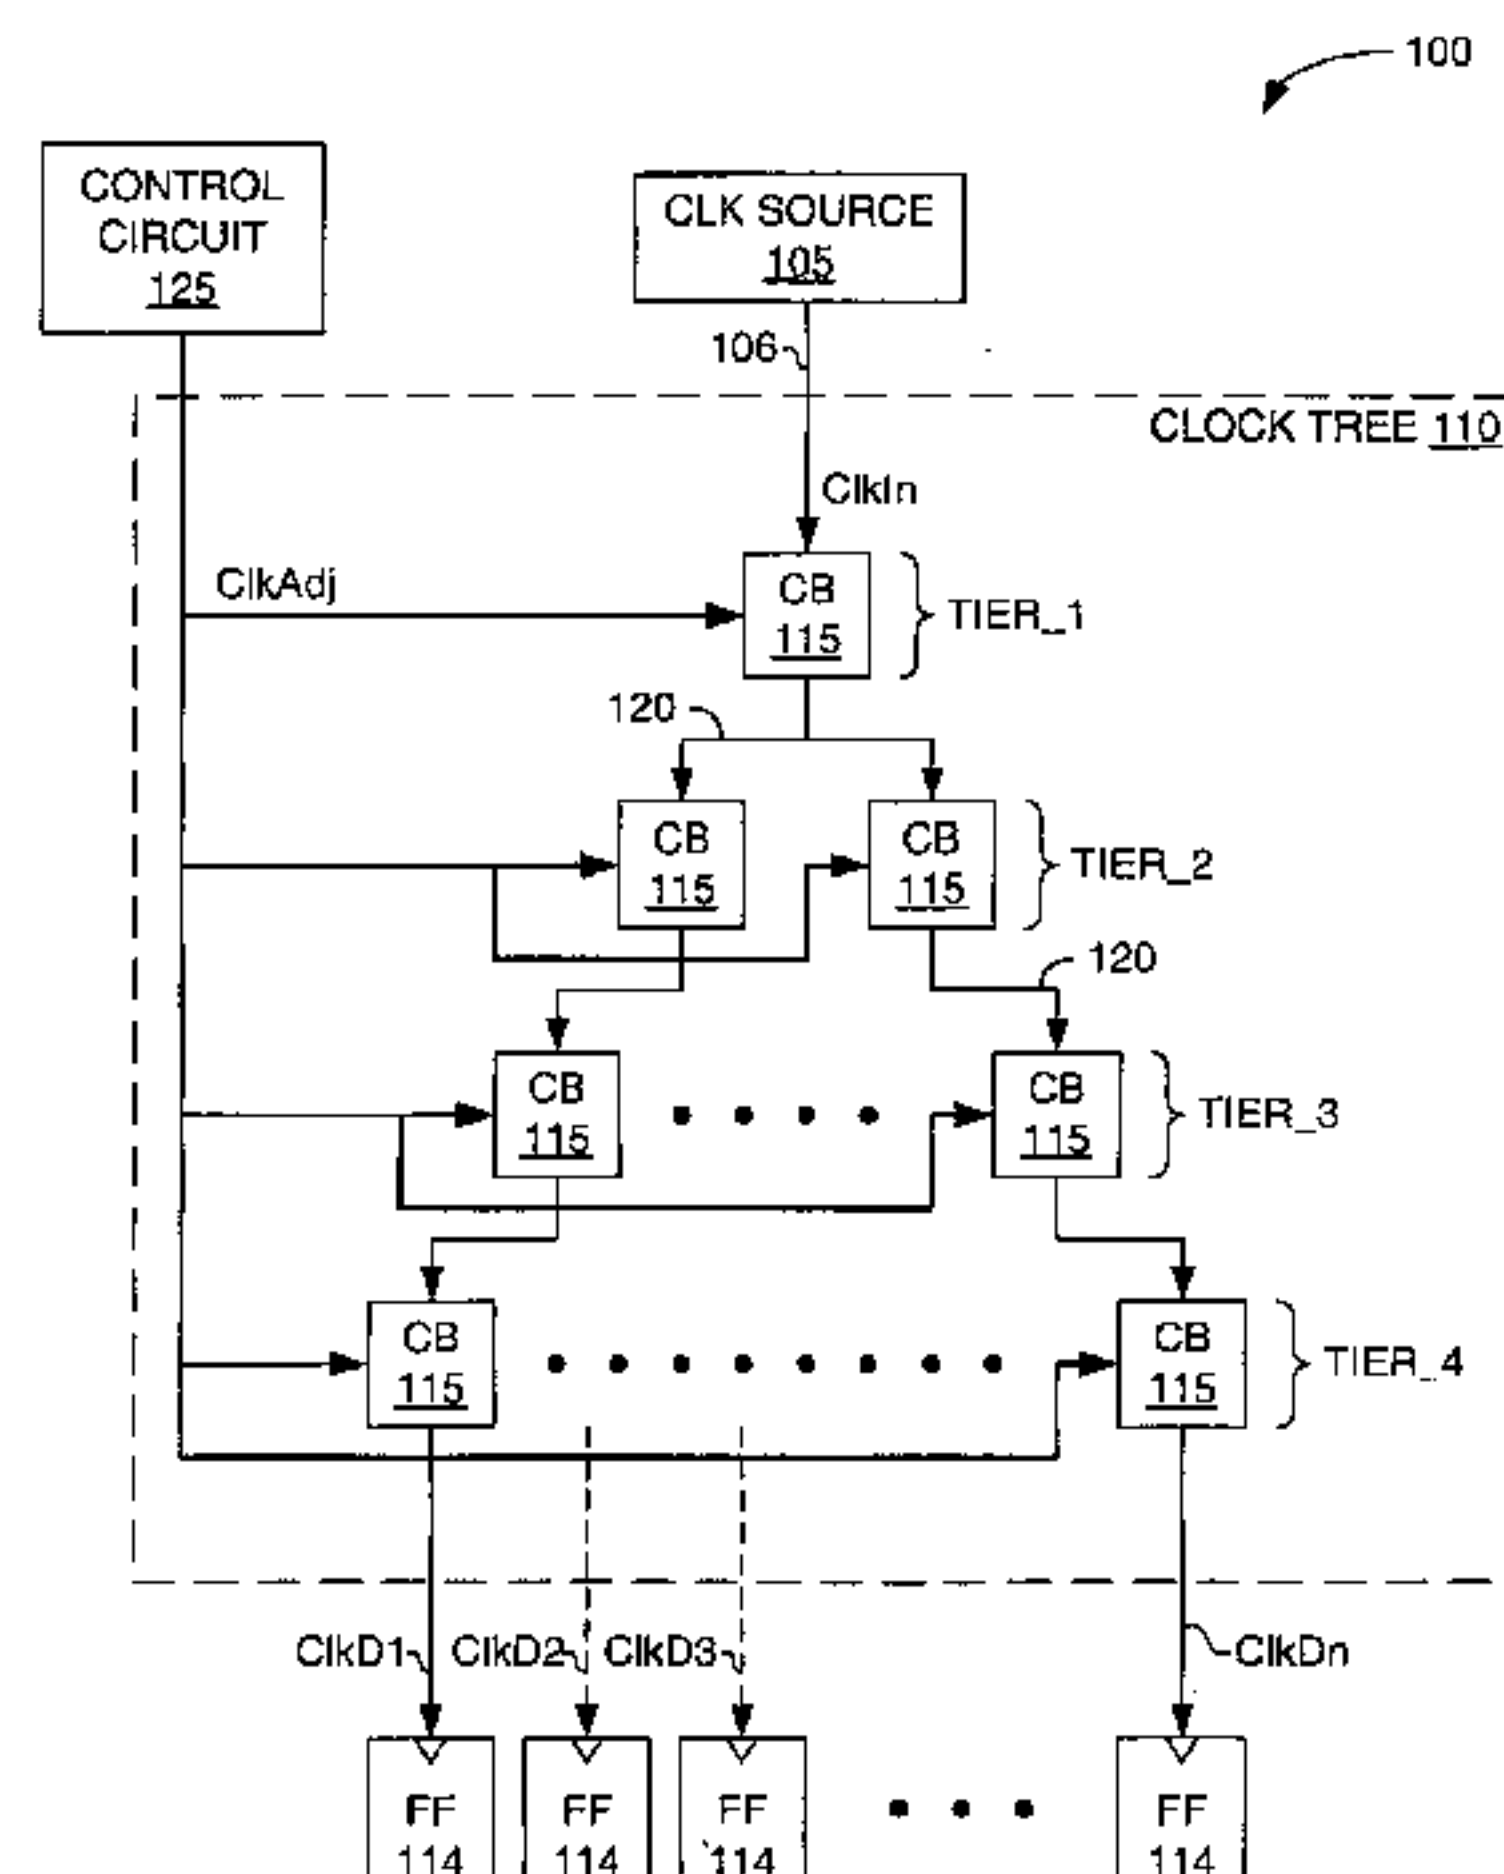 100
CONTROL
CIRCUIT
125
CLK SOURCE
105
106
CLOCK TREE 110
ClkIn
ClkAdj
CB
115
TIER_1
120
CB
115
CB
115
TIER_2
120
CB
115
CB
115
TIER_3
CB
115
CB
115
TIER_4
ClkD1
ClkD2
ClkD3
ClkDn
FF
114
FF
114
FF
114
FF
114